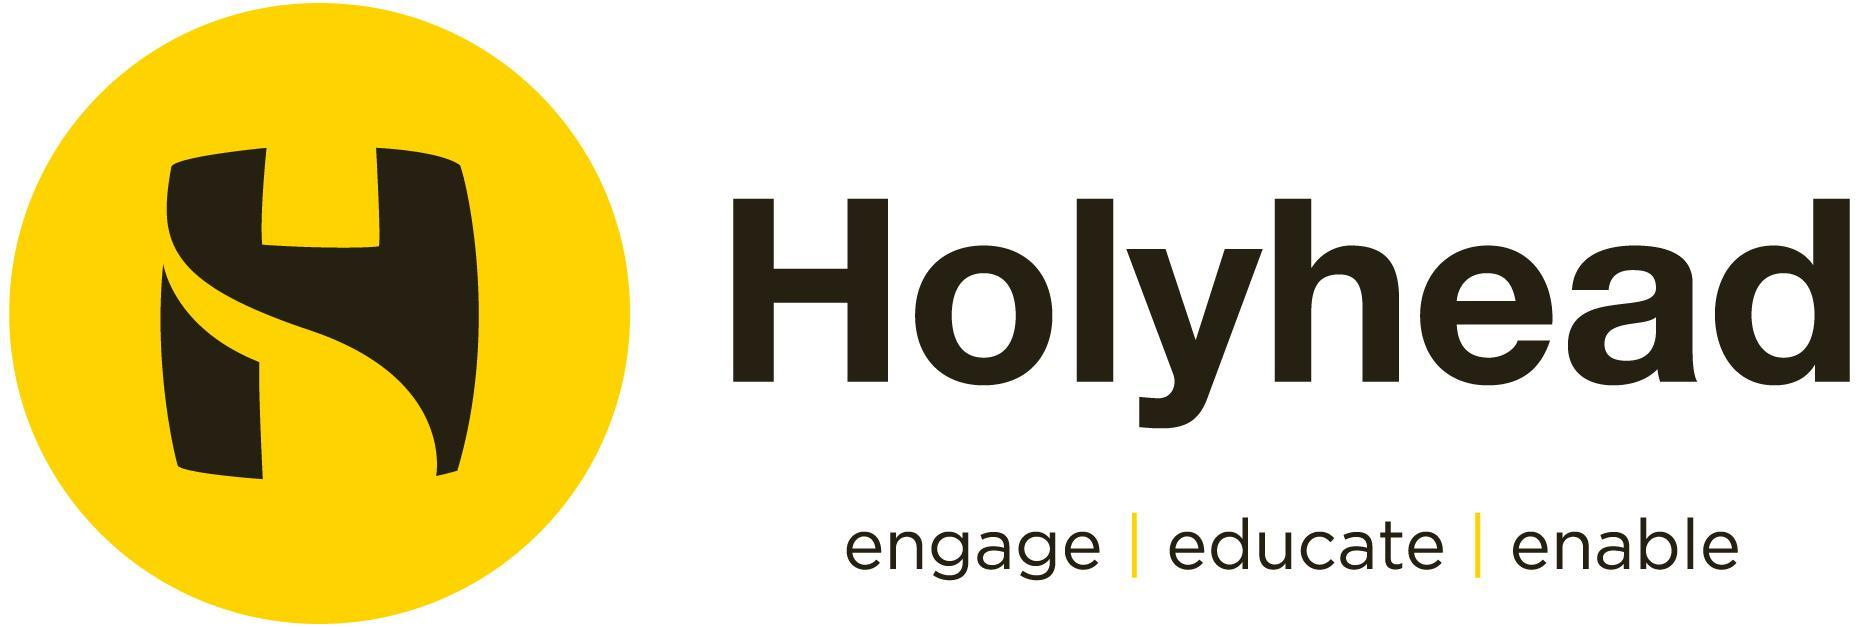 H
Holyhead
engage | educate | enable